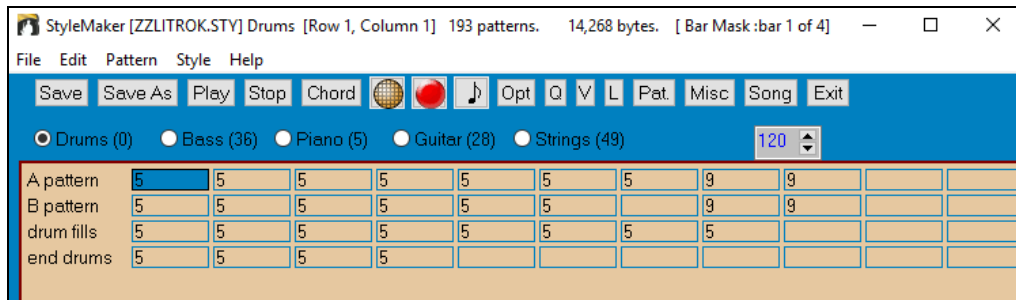 StyleMaker [ZZLITROK.STY] Drums [Row 1, Column 1] 193 patterns. 14,268 bytes. [ Bar Mask :bar 1 of 4]
File Edit Pattern Style Help
Save Save As Play Stop Chord Opt Q V L Pat. Misc Song Exit
Drums (0) Bass (36) Piano (5) Guitar (28) Strings (49) 120
A pattern 5 5 5 5 5 5 5 9 9
B pattern 5 5 5 5 5 5 9 9
drum fills 5 5 5 5 5 5 5 5
end drums 5 5 5 5